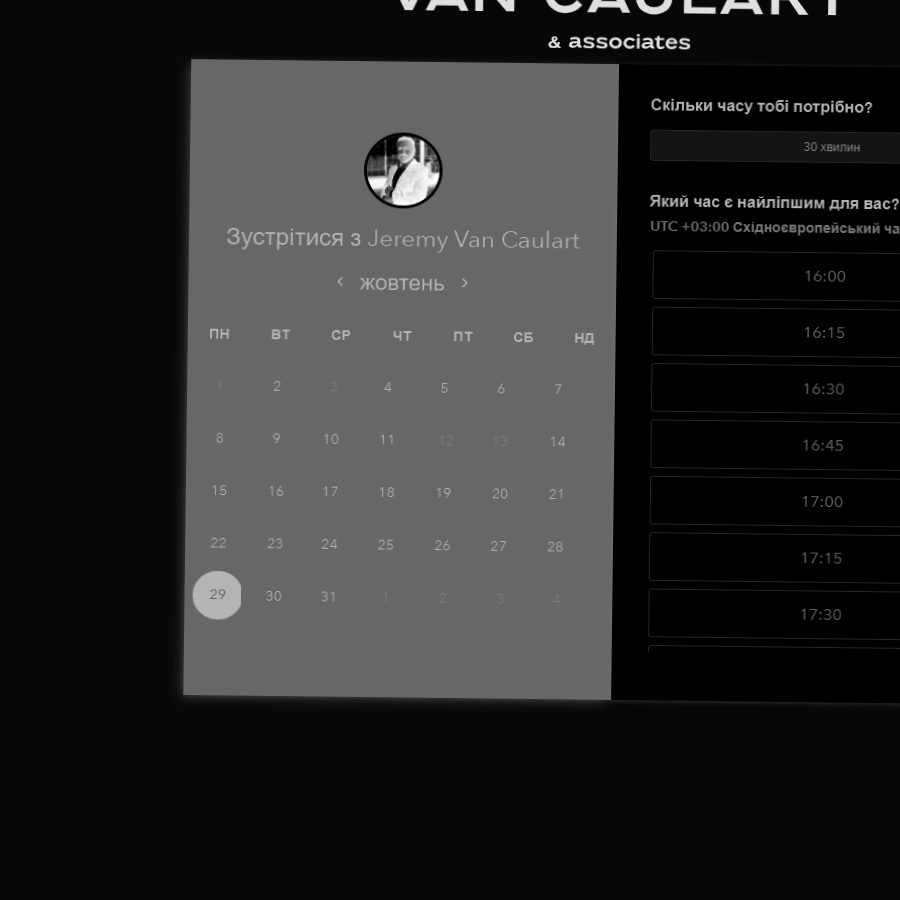 VAN CAULART
& associates
Зустрітися з Jeremy Van Caulart
жовтень
ПН ВТ СР ЧТ ПТ СБ НД
1 2 3 4 5 6 7
8 9 10 11 12 13 14
15 16 17 18 19 20 21
22 23 24 25 26 27 28
29 30 31 1 2 3 4
Скільки часу тобі потрібно?
30 хвилин
Який час є найліпшим для вас?
UTC +03:00 Східноєвропейський ча
16:00
16:15
16:30
16:45
17:00
17:15
17:30